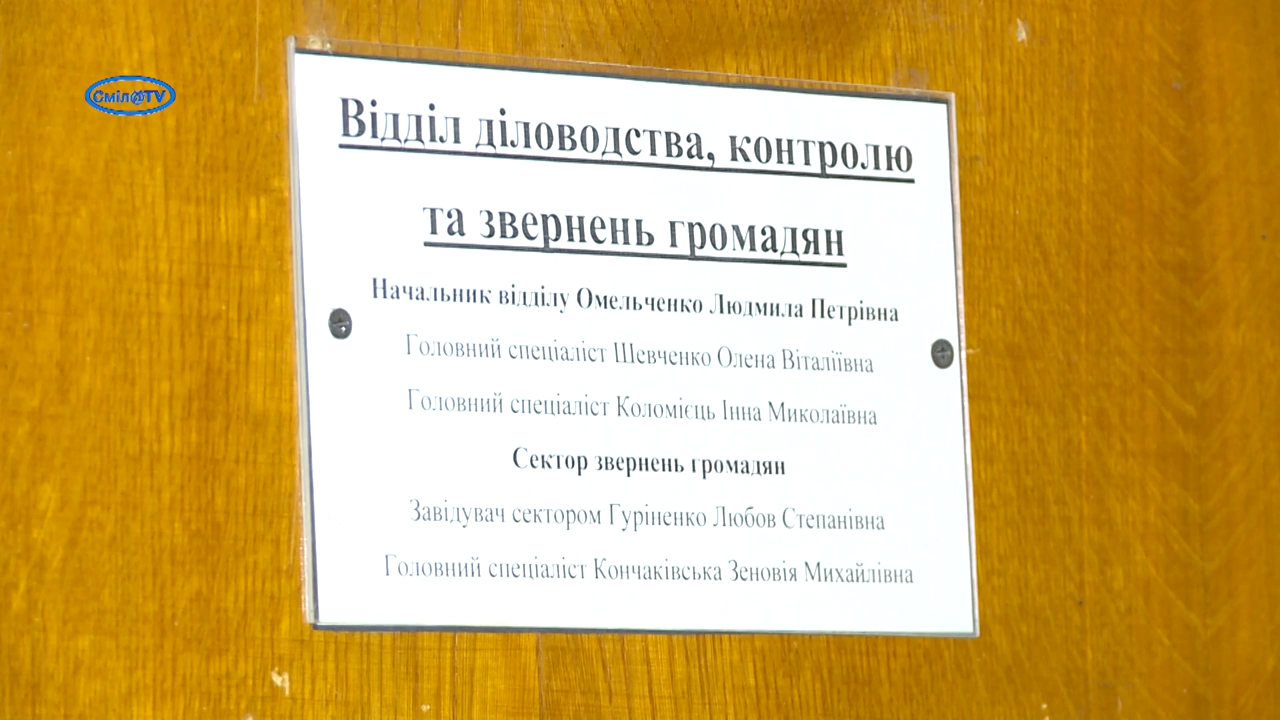 Сміл@TV
Відділ діловодства, контролю
та звернень громадян
Начальник відділу Омельченко Людмила Петрівна
Головний спеціаліст Шевченко Олена Віталіївна
Головний спеціаліст Коломієць Інна Миколаївна
Сектор звернень громадян
Завідувач сектором Гуріненко Любов Степанівна
Головний спеціаліст Кончаківська Зеновія Михайлівна